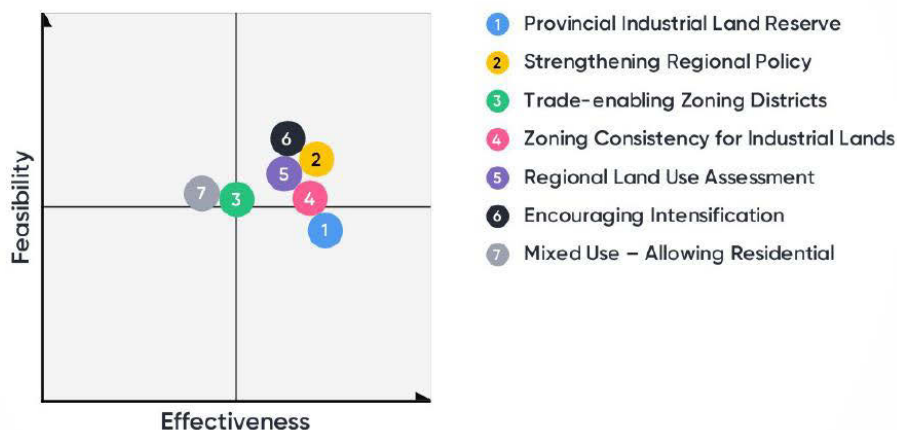 Feasibility
6
2
5
7
3
4
1
Effectiveness
1 Provincial Industrial Land Reserve
2 Strengthening Regional Policy
3 Trade-enabling Zoning Districts
4 Zoning Consistency for Industrial Lands
5 Regional Land Use Assessment
6 Encouraging Intensification
7 Mixed Use – Allowing Residential